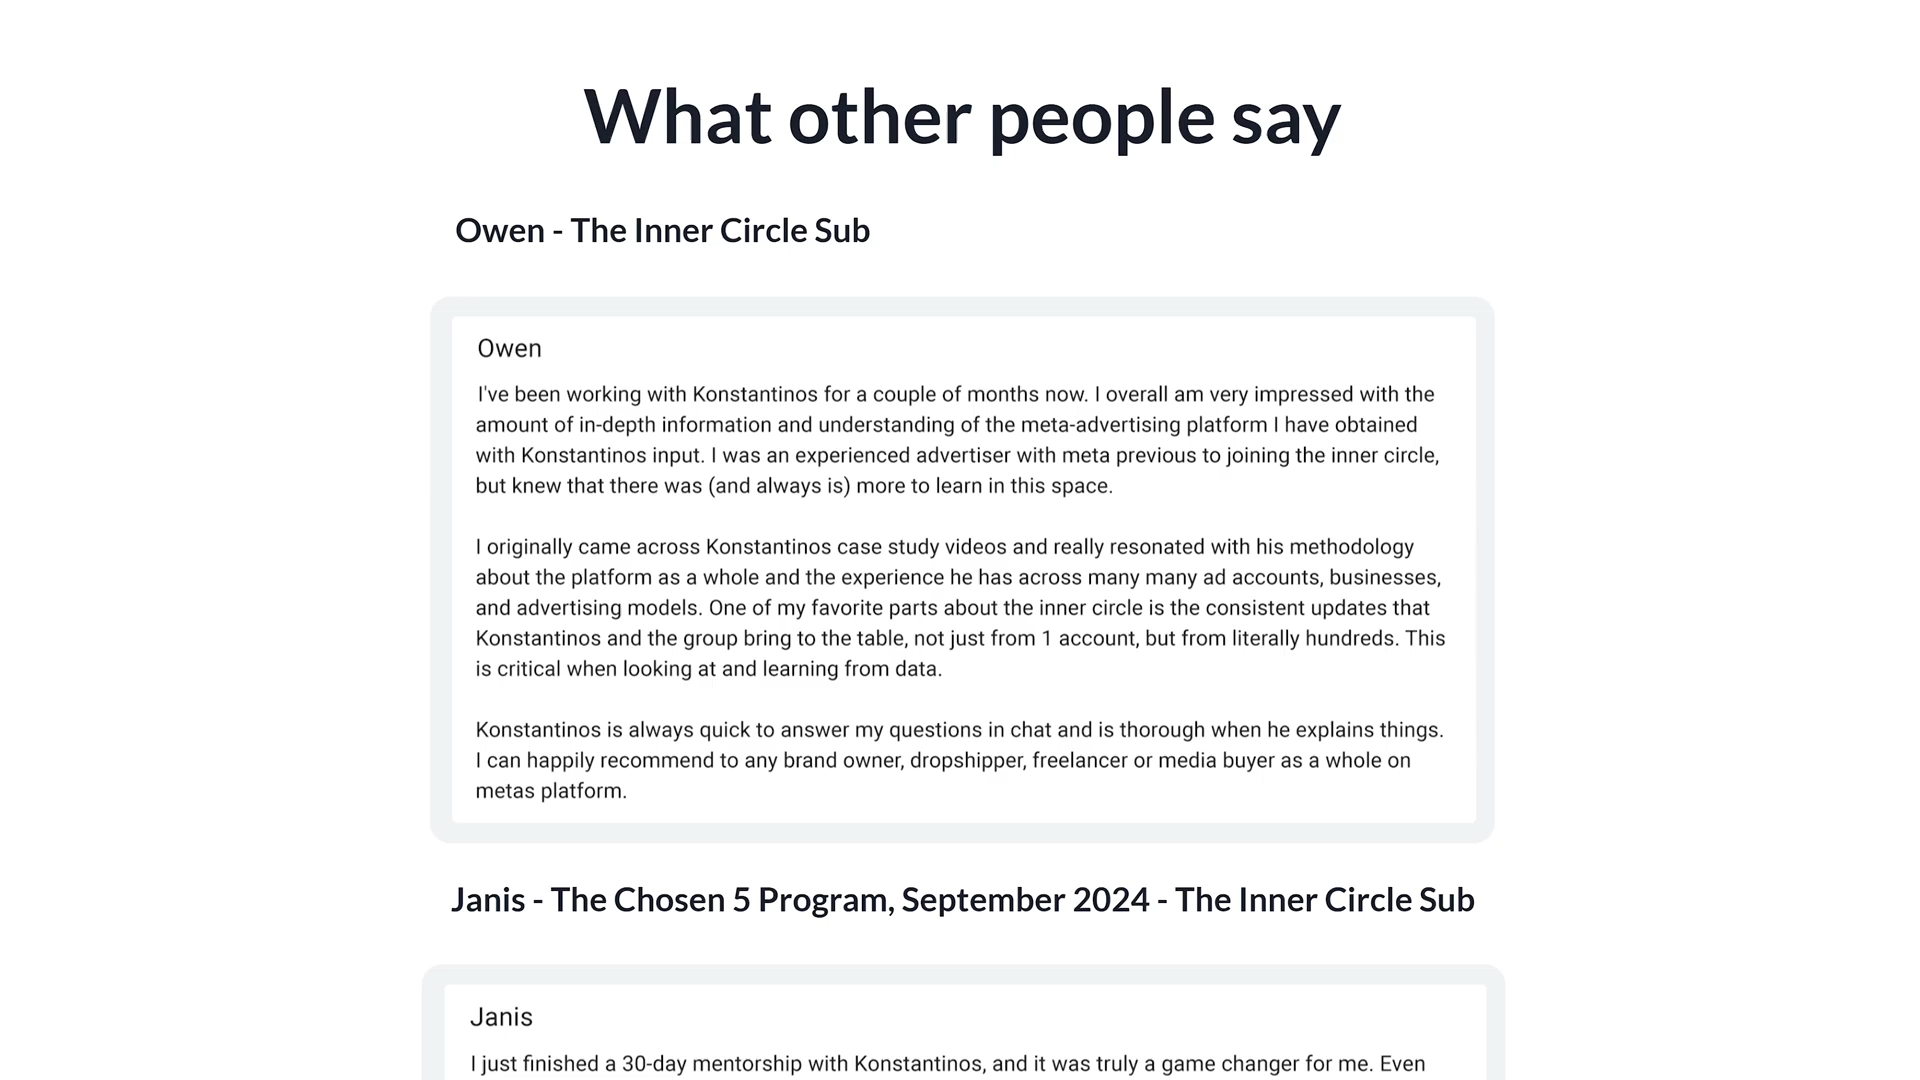 What other people say
Owen - The Inner Circle Sub
Owen
I've been working with Konstantinos for a couple of months now. I overall am very impressed with the
amount of in-depth information and understanding of the meta-advertising platform I have obtained
with Konstantinos input. I was an experienced advertiser with meta previous to joining the inner circle,
but knew that there was (and always is) more to learn in this space.
I originally came across Konstantinos case study videos and really resonated with his methodology
about the platform as a whole and the experience he has across many many ad accounts, businesses,
and advertising models. One of my favorite parts about the inner circle is the consistent updates that
Konstantinos and the group bring to the table, not just from 1 account, but from literally hundreds. This
is critical when looking at and learning from data.
Konstantinos is always quick to answer my questions in chat and is thorough when he explains things.
I can happily recommend to any brand owner, dropshipper, freelancer or media buyer as a whole on
metas platform.
Janis - The Chosen 5 Program, September 2024 - The Inner Circle Sub
Janis
I just finished a 30-day mentorship with Konstantinos, and it was truly a game changer for me. Even